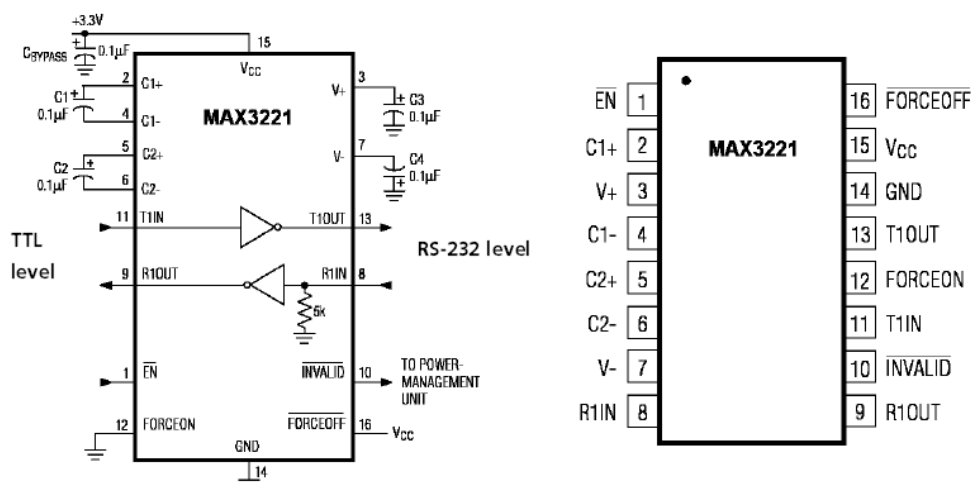 +3.3V
CBYPASS
0.1µF
15
VCC
2
C1+
C1
0.1µF
4
C1-
5
C2+
C2
0.1µF
6
C2-
MAX3221
3
V+
C3
0.1µF
7
V-
C4
0.1µF
TTL
level
11
T1IN
T1OUT
13
RS-232 level
9
R1OUT
R1IN
8
5k
1
EN
INVALID
10
TO POWER-
MANAGEMENT
UNIT
12
FORCEON
FORCEOFF
16
VCC
GND
14
MAX3221
EN 1
C1+ 2
V+ 3
C1- 4
C2+ 5
C2- 6
V- 7
R1IN 8
16 FORCEOFF
15 VCC
14 GND
13 T1OUT
12 FORCEON
11 T1IN
10 INVALID
9 R1OUT